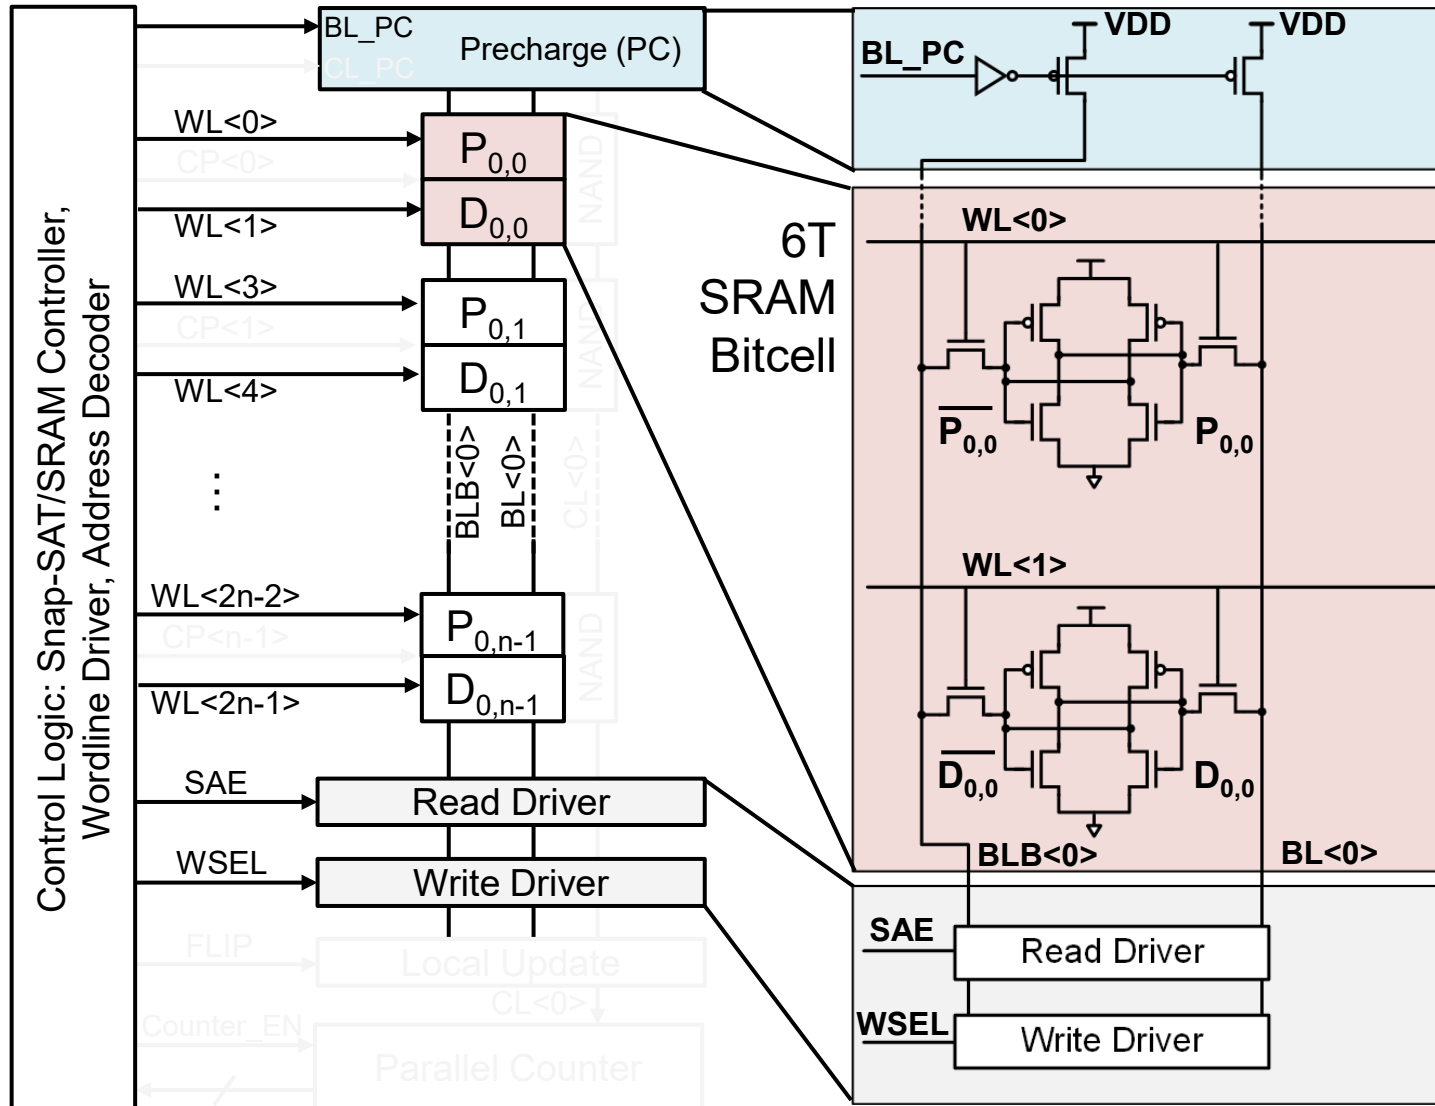 Control Logic: Snap-SAT/SRAM Controller,
Wordline Driver, Address Decoder
BL_PC
CL_PC
Precharge (PC)
WL<0>
CP<0>
WL<1>
P0,0
D0,0
NAND
WL<3>
CP<1>
WL<4>
P0,1
D0,1
NAND
⋮
BLB<0>
BL<0>
CL<0>
WL<2n-2>
CP<n-1>
WL<2n-1>
P0,n-1
D0,n-1
NAND
SAE
Read Driver
WSEL
Write Driver
FLIP
Local Update
CL<0>
Counter_EN
Parallel Counter
BL_PC
VDD
VDD
6T
SRAM
Bitcell
WL<0>
P0,0
P0,0
WL<1>
D0,0
D0,0
BLB<0>
BL<0>
SAE
Read Driver
WSEL
Write Driver